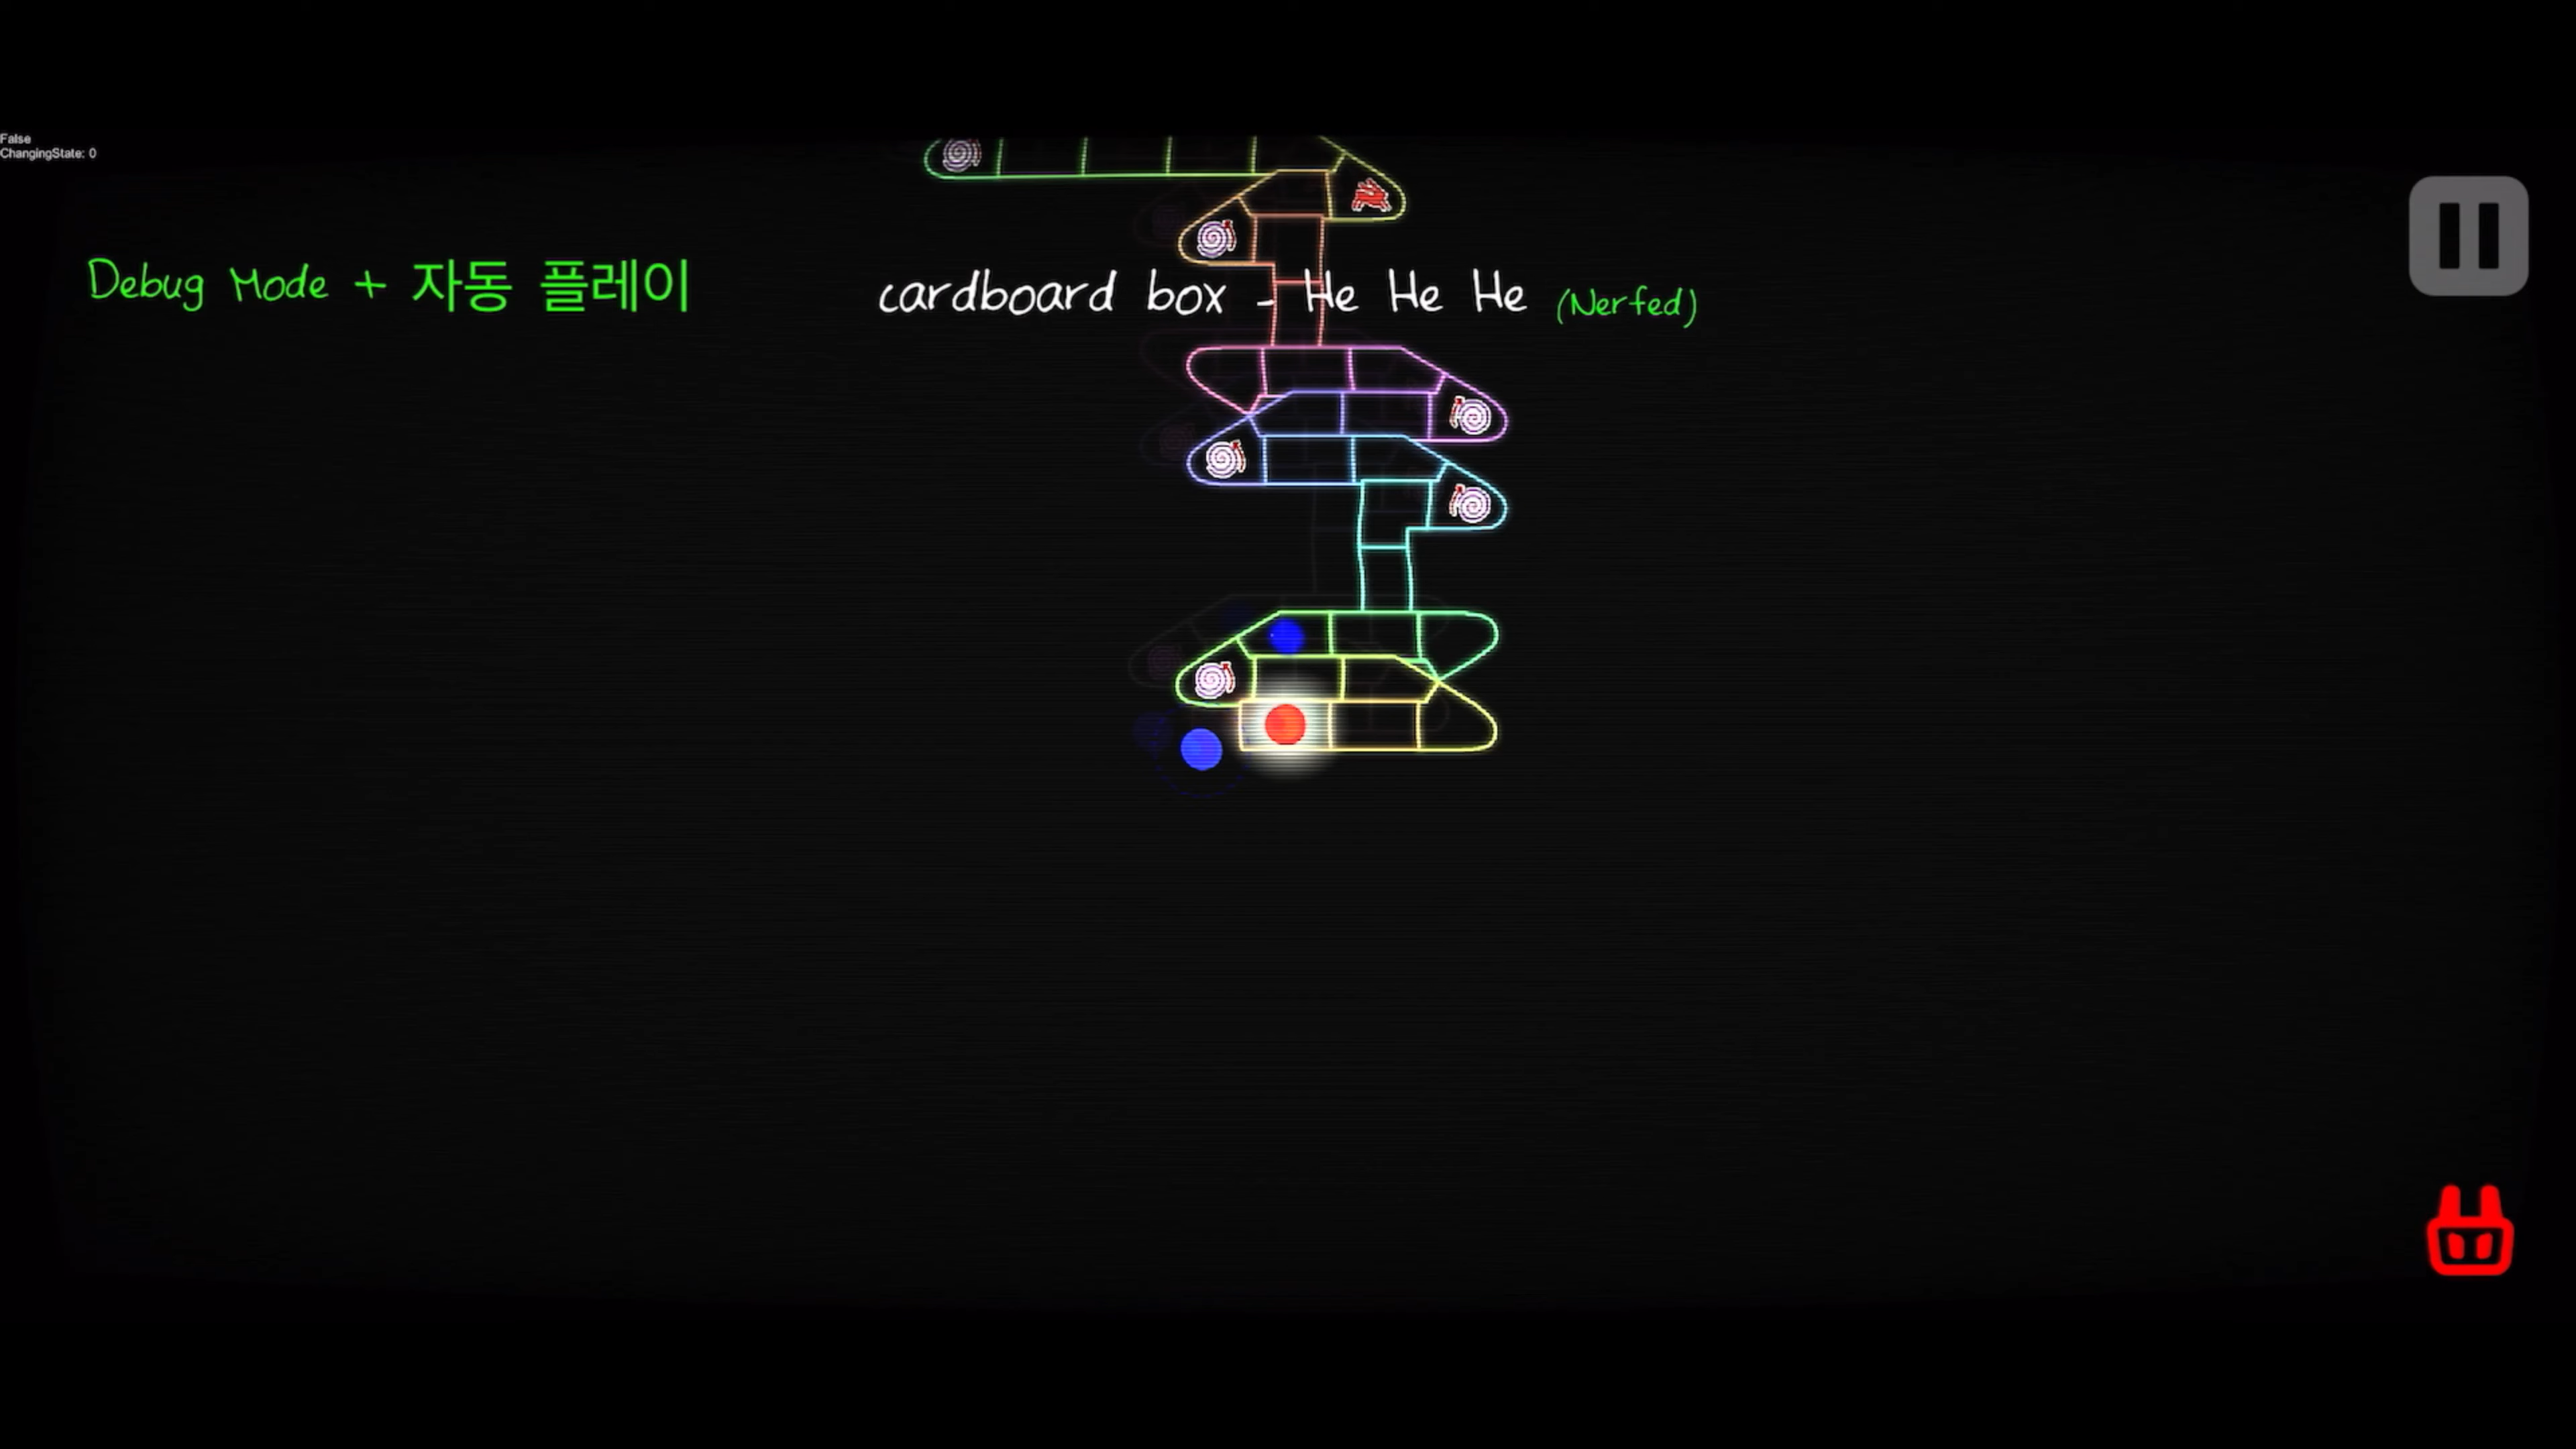 False
ChangingState: 0
Debug Mode + 자동 플레이
cardboard box - He He He (Nerfed)